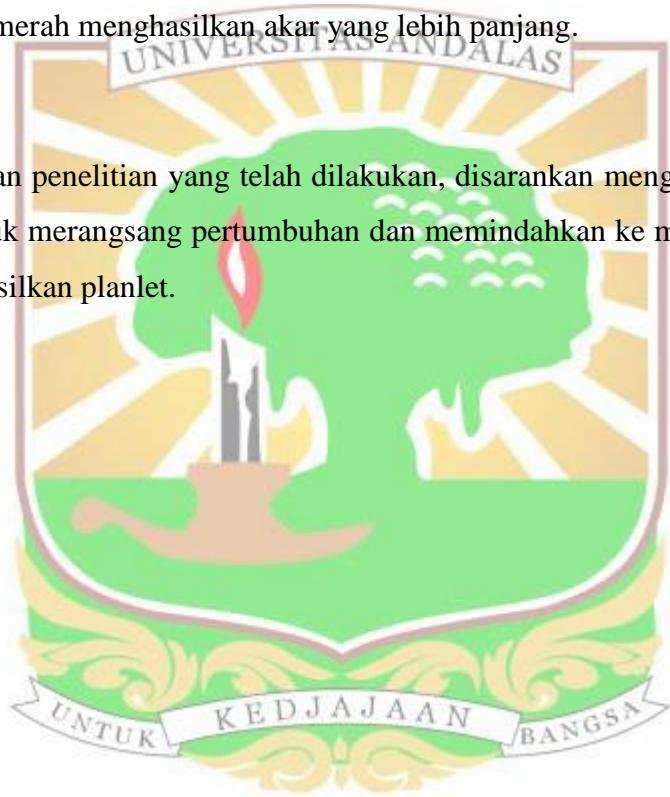 merah menghasilkan akar yang lebih panjang.
UNIVERSITAS ANDALAS
an penelitian yang telah dilakukan, disarankan meng
uk merangsang pertumbuhan dan memindahkan ke m
silkan planlet.
UNTUK KEDJAJAAN BANGSA